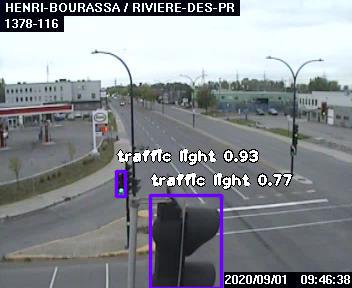 HENRI-BOURASSA / RIVIERE-DES-PR
1378-116
traffic light 0.93
traffic light 0.77
2020/09/01 09:46:38